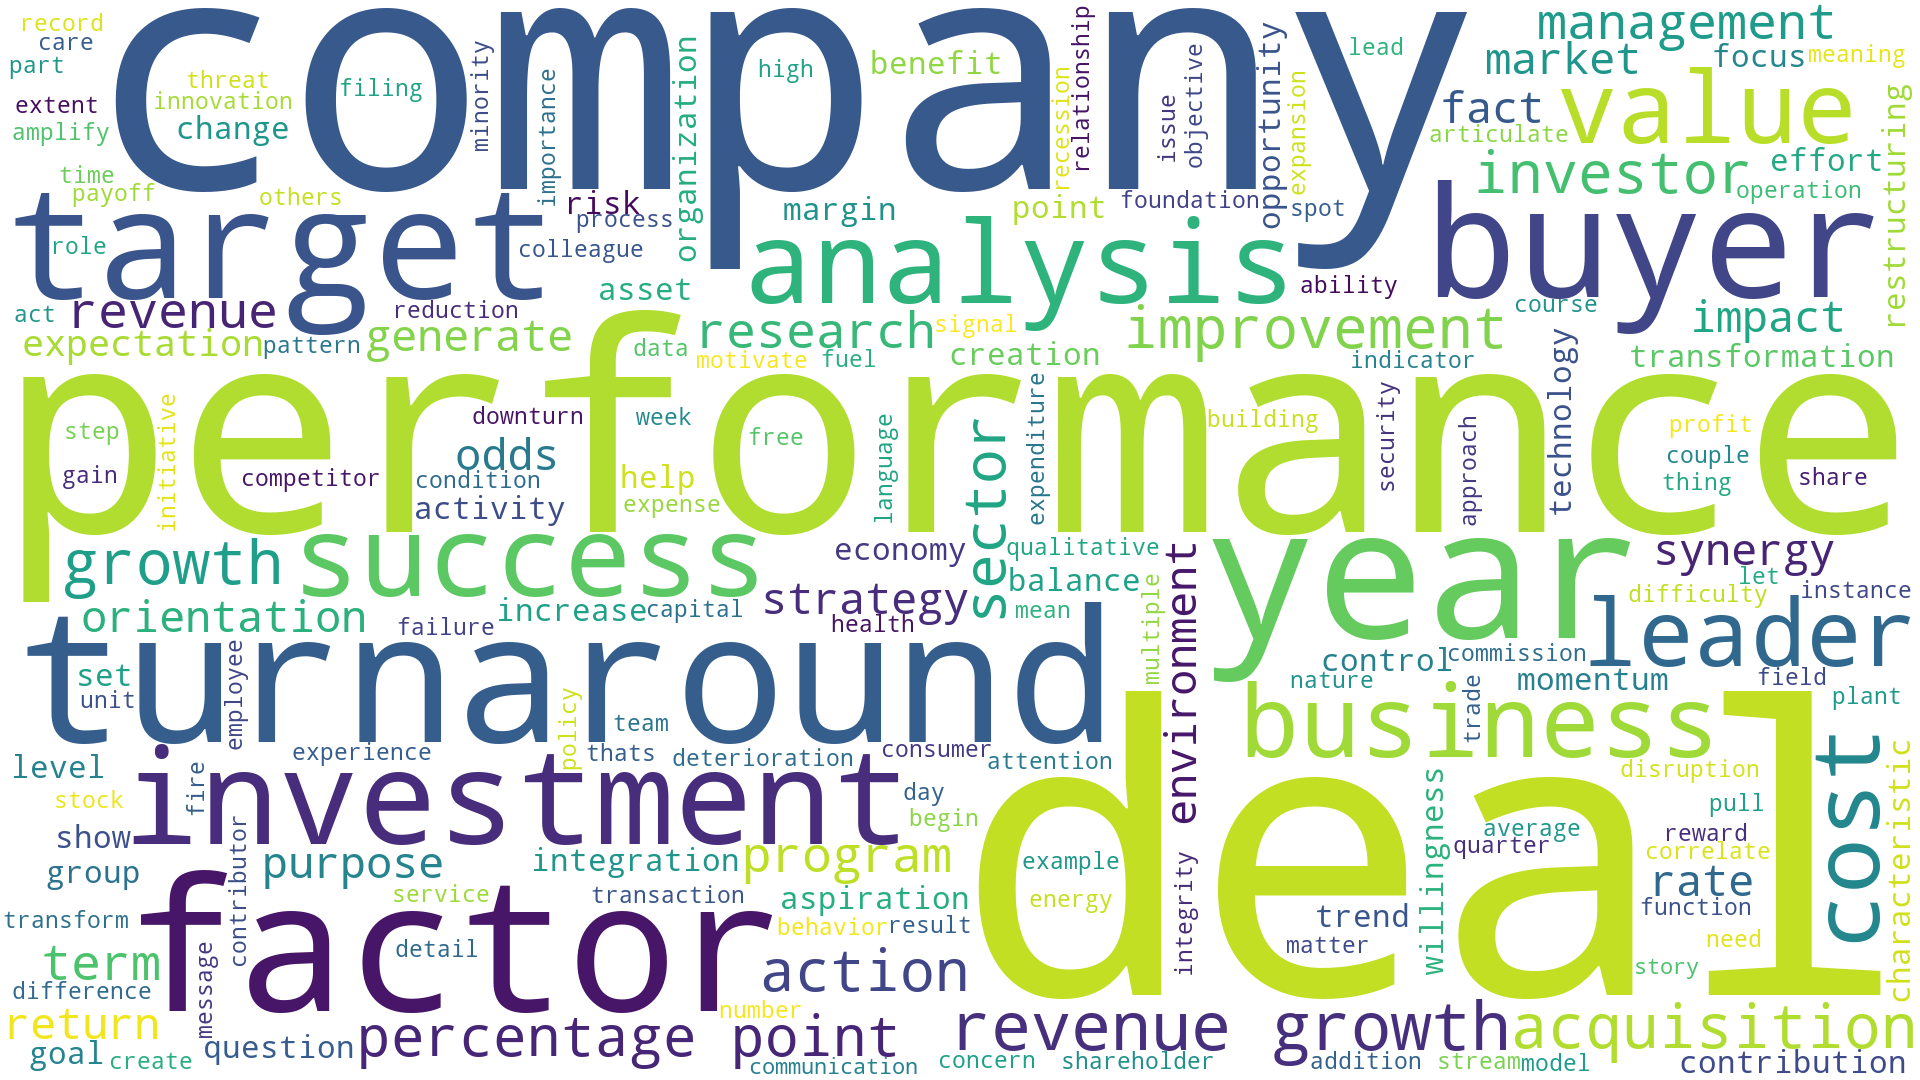 company
performance
deal
target
turnaround
factor
buyer
investment
analysis
year
success
value
business
leader
cost
record
care
part
extent
amplify
threat
innovation
change
filing
time
payoff
others
role
act
revenue
expectation
pattern
generate
reduction
minority
importance
risk
process
colleague
organization
asset
high
benefit
margin
point
recession
relationship
issue
objective
foundation
opportunity
expansion
spot
lead
management
market
focus
meaning
fact
articulate
investor
effort
operation
restructuring
ability
course
impact
transformation
research
signal
motivate
fuel
data
creation
improvement
indicator
technology
step
gain
initiative
competitor
downturn
odds
condition
activity
week
help
expense
free
language
sector
expenditure
building
security
approach
profit
couple
thing
share
growth
orientation
increase
capital
economy
strategy
health
failure
qualitative
balance
mean
multiple
environment
synergy
let
difficulty
instance
control
commission
nature
momentum
field
trade
plant
set
unit
employee
level
stock
show
group
fire
experience
policy
team
thats
deterioration
consumer
attention
day
begin
contributor
purpose
integration
program
service
transaction
aspiration
behavior
result
detail
example
energy
integrity
trend
matter
willingness
average
quarter
disruption
pull
reward
correlate
rate
function
need
story
characteristic
transform
term
difference
return
goal
create
message
question
percentage point
action
number
communication
revenue growth
concern
shareholder
addition
stream
model
acquisition
contribution